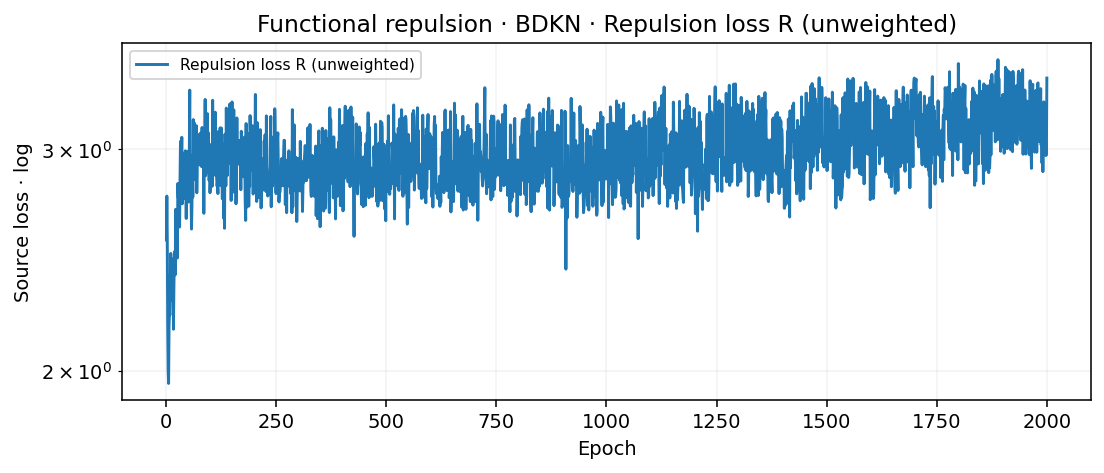 Functional repulsion · BDKN · Repulsion loss R (unweighted)
Repulsion loss R (unweighted)
Source loss · log
3 × 10⁰
2 × 10⁰
0 250 500 750 1000 1250 1500 1750 2000
Epoch